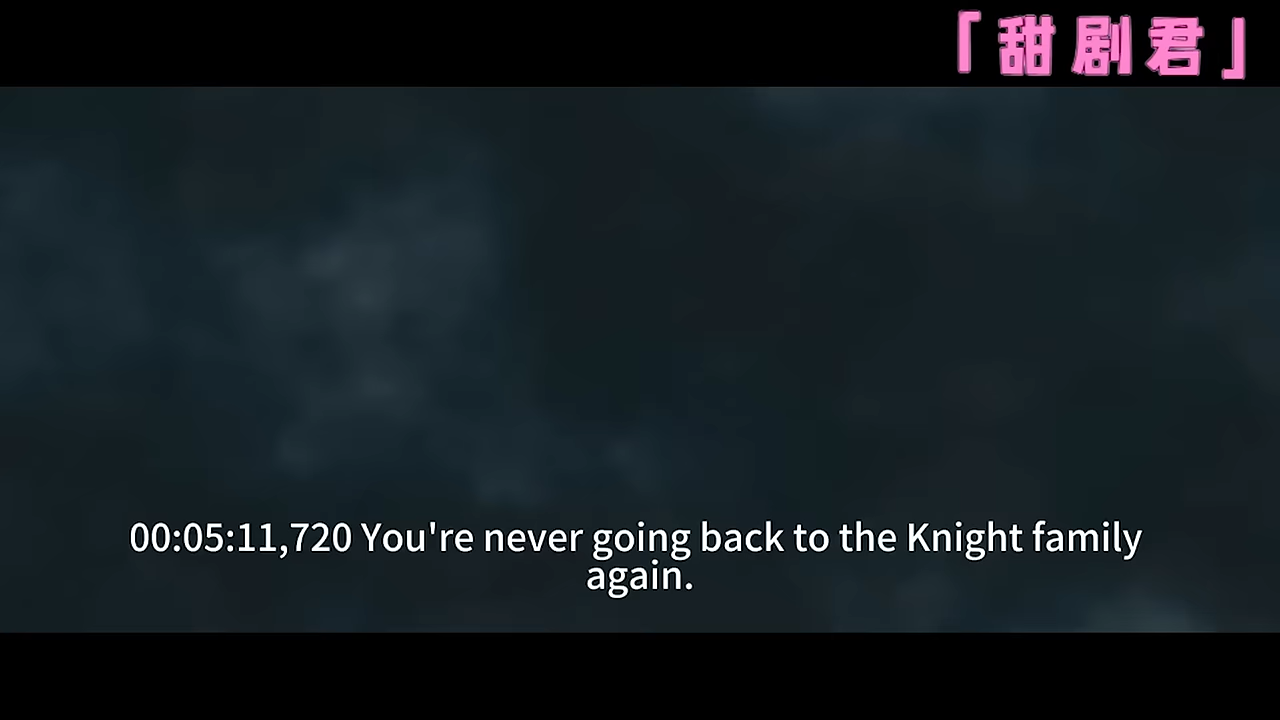 「甜剧君」
00:05:11,720 You're never going back to the Knight family
again.